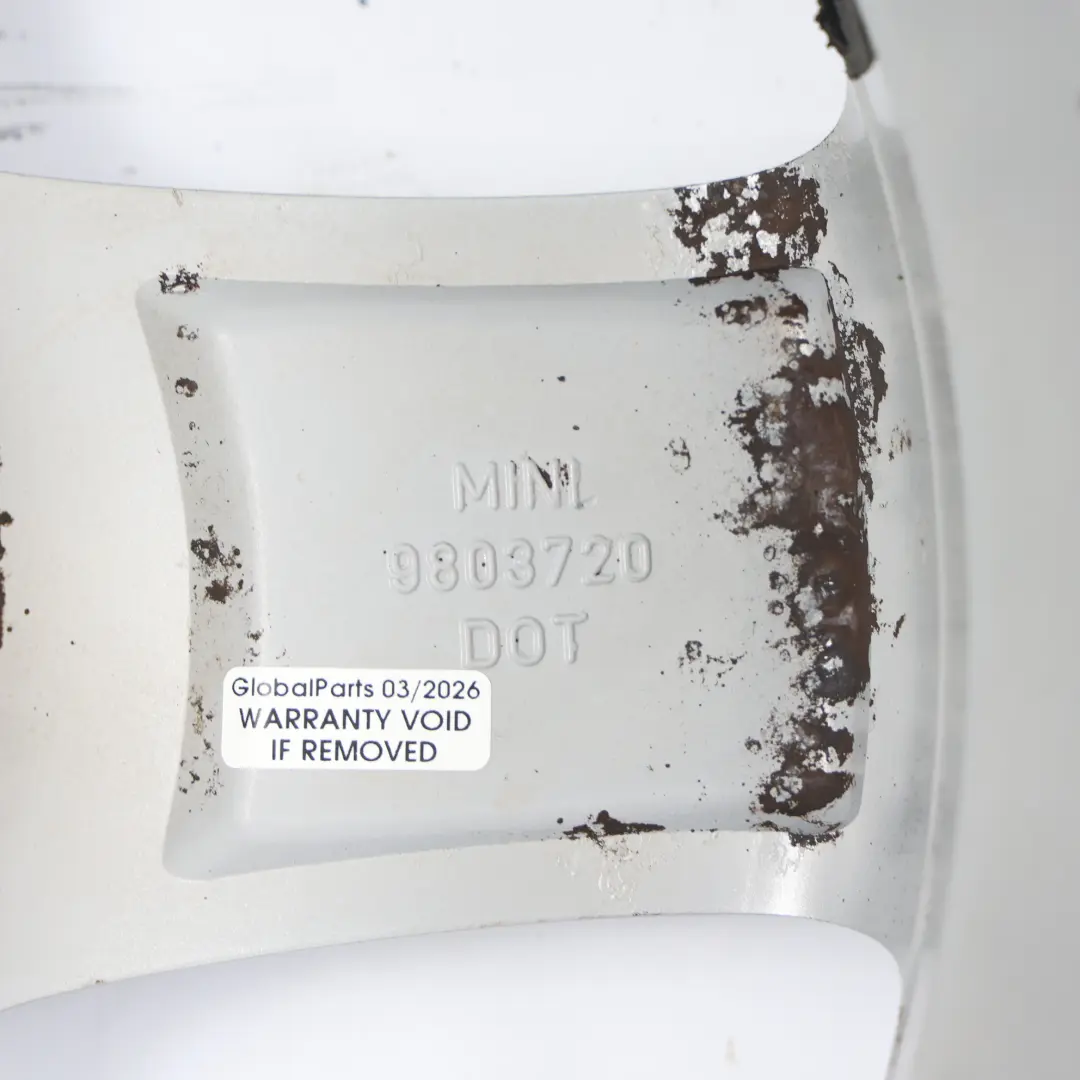 MINI
9803720
DOT
GlobalParts 03/2026
WARRANTY VOID
IF REMOVED